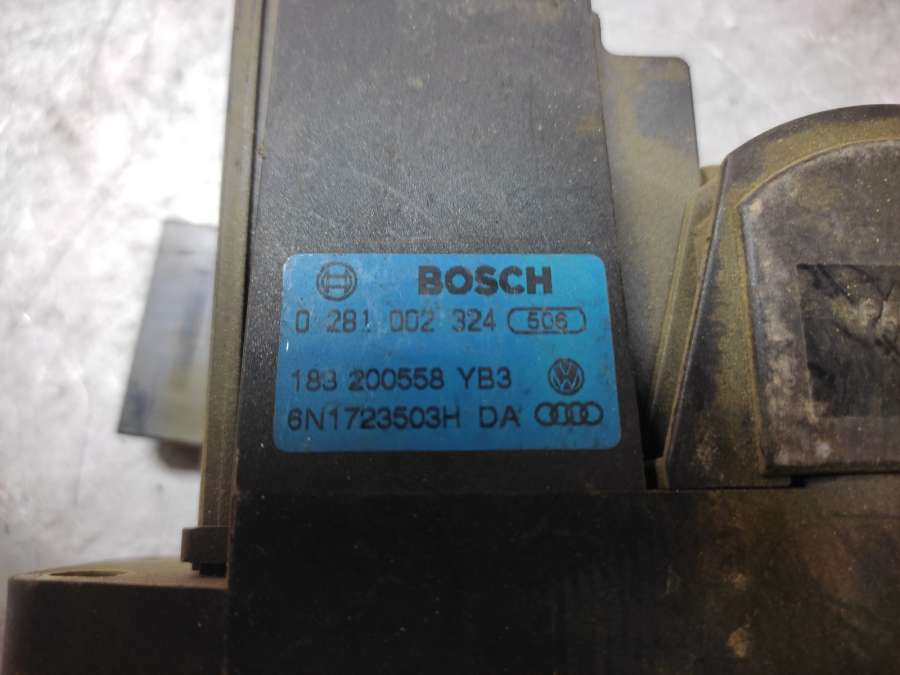 BOSCH
0 281 002 324 506
183 200558 YB3
6N1723503H DA